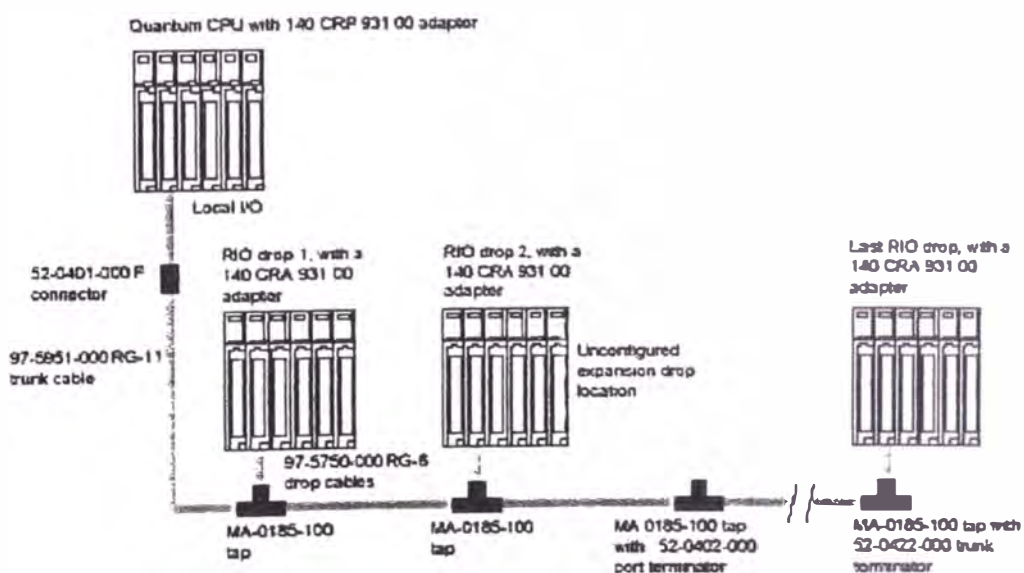 Quantum CPU with 140 CRP 931 00 adaptor
Local I/O
52-0401-000 F
connector
97-5951-000 RG-11
trunk cable
RIO drop 1, with a
140 CRA 931 00
adapter
RIO drop 2, with a
140 CRA 931 00
adapter
Last RIO drop, with a
140 CRA 931 00
adapter
Unconfigured
expansion drop
location
97-5750-000 RG-6
drop cables
MA-0185-100
tap
MA-0185-100
tap
MA 0185-100 tap
with 52-0402-000
port terminator
MA-0185-100 tap with
52-0422-000 trunk
terminator